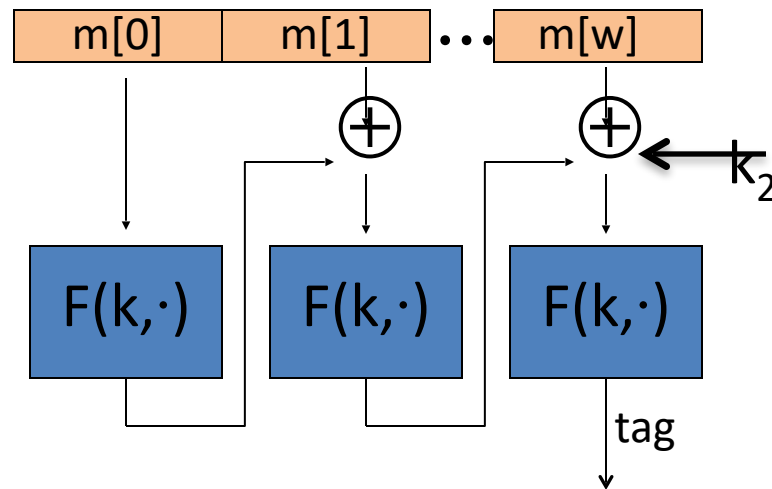 m[0] m[1] ••• m[w]
k₂
F(k,·) F(k,·) F(k,·)
tag